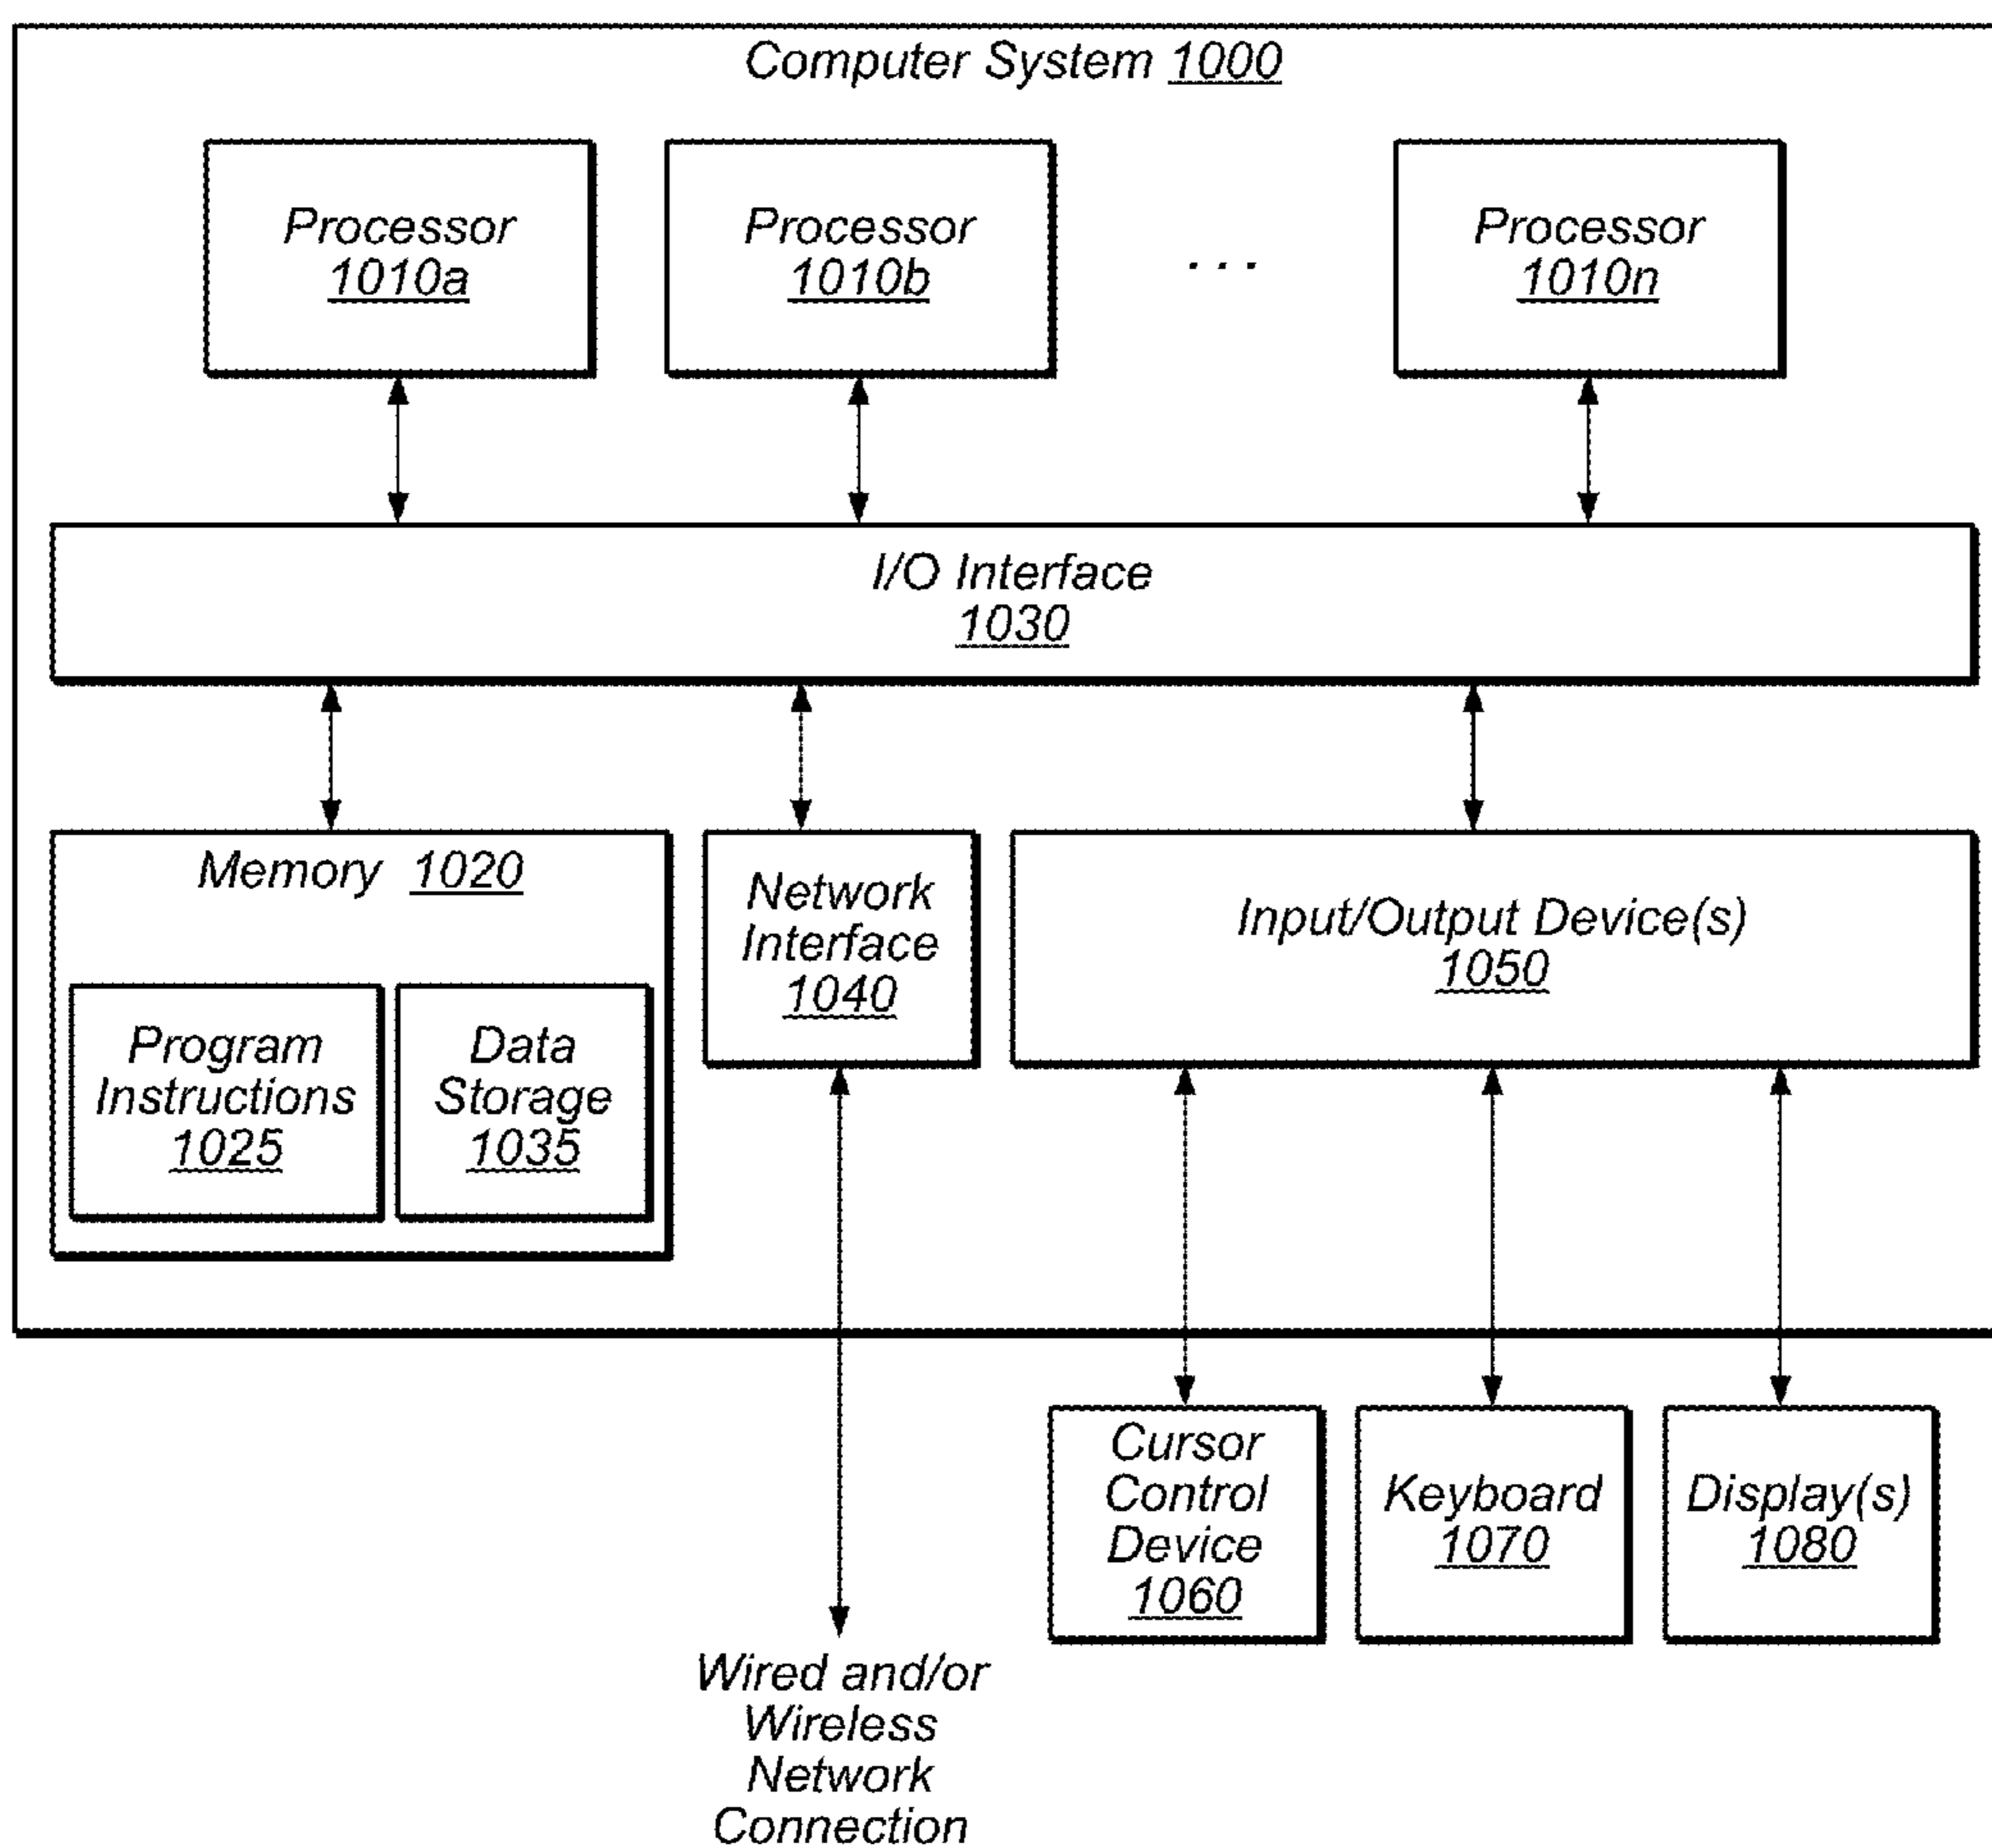 Computer System 1000
Processor
1010a
Processor
1010b
. . .
Processor
1010n
I/O Interface
1030
Memory 1020
Program
Instructions
1025
Data
Storage
1035
Network
Interface
1040
Input/Output Device(s)
1050
Cursor
Control
Device
1060
Keyboard
1070
Display(s)
1080
Wired and/or
Wireless
Network
Connection